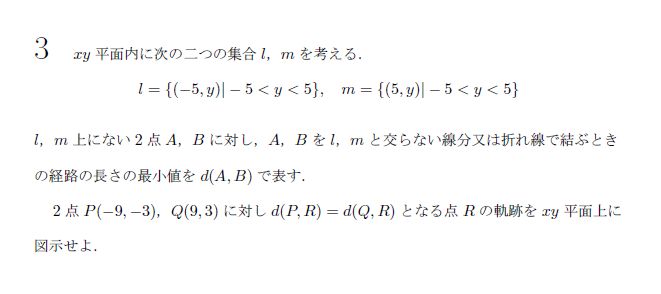 3 xy 平面内に次の二つの集合 l, m を考える.
l = {(−5, y)| − 5 < y < 5}, m = {(5, y)| − 5 < y < 5}
l, m 上にない 2 点 A, B に対し, A, B を l, m と交らない線分又は折れ線で結ぶとき
の経路の長さの最小値を d(A, B) で表す.
2 点 P(−9, −3), Q(9, 3) に対し d(P, R) = d(Q, R) となる点 R の軌跡を xy 平面上に
図示せよ.